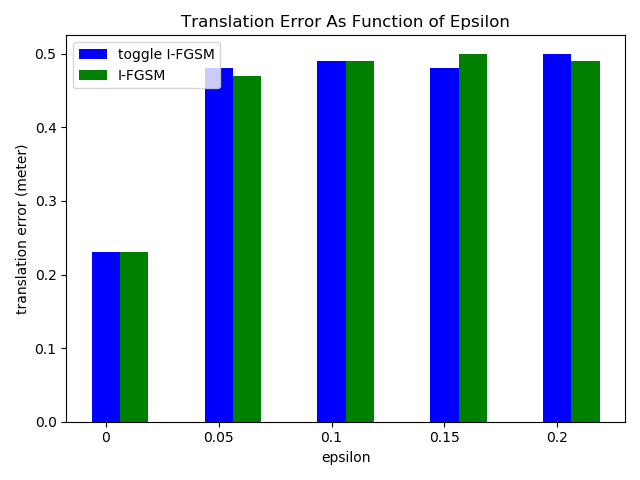 Translation Error As Function of Epsilon
toggle I-FGSM
I-FGSM
translation error (meter)
0.5
0.4
0.3
0.2
0.1
0.0
0 0.05 0.1 0.15 0.2
epsilon